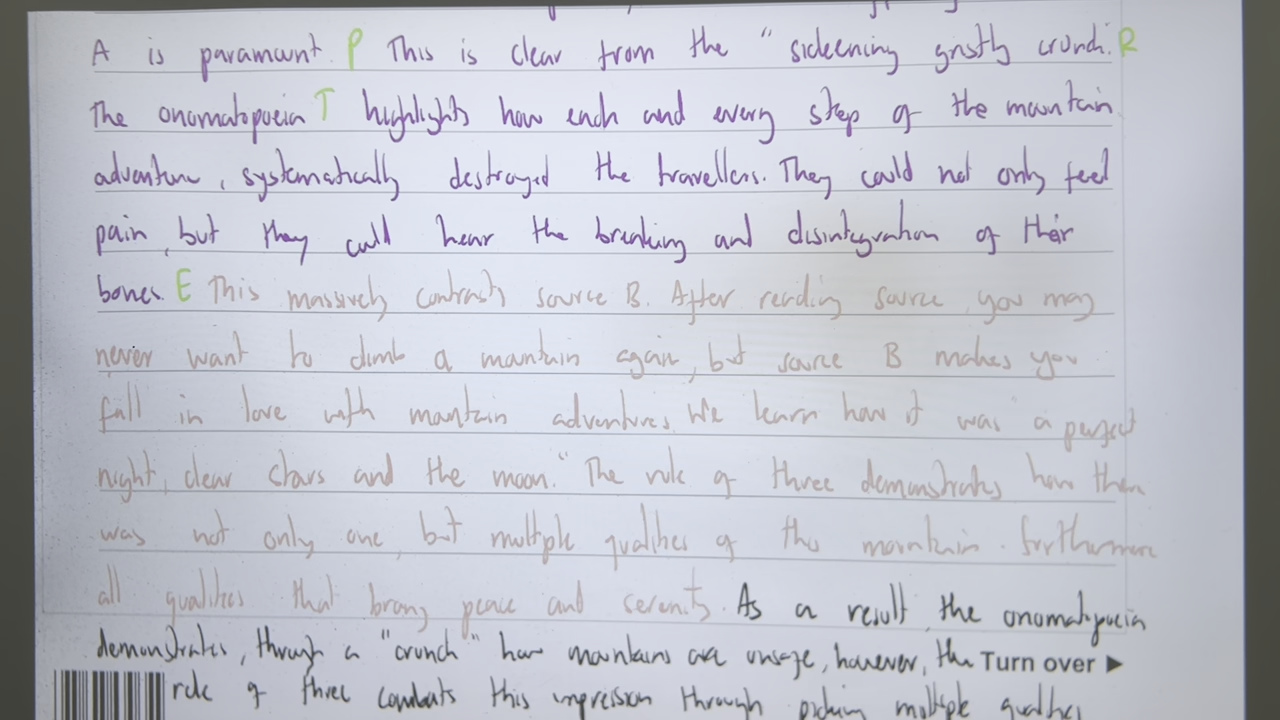 A is paramount. P This is clear from the "sickening gristly crunch." R
The onomatopoeia T highlights how each and every step of the mountain
adventure, systematically destroyed the travellers. They could not only feel
pain, but they could hear the breaking and disintegration of their
bones. E This massively contrasts source B. After reading source, you may
never want to climb a mountain again, but source B makes you
fall in love with mountain adventures. We learn how it was "a perfect
night, clear stars and the moon." The rule of three demonstrates how there
was not only one, but multiple qualities of this mountain. Furthermore
all qualities that bring peace and serenity. As a result, the onomatopoeia
demonstrates, through a "crunch" how mountains are unsafe, however, the Turn over ►
rule of three combats this impression through picking multiple qualities